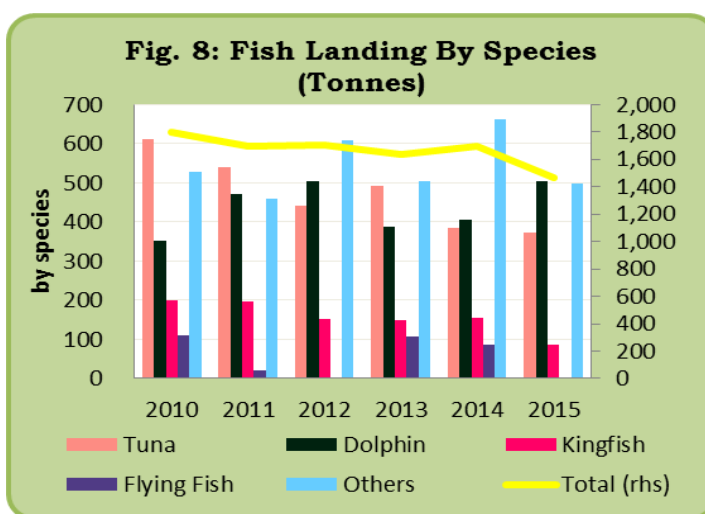 Fig. 8: Fish Landing By Species
(Tonnes)
700 2,000
600 1,800
500 1,600
400 1,400
300 1,200
200 1,000
100 800
0 600
400
200
0
by species
2010 2011 2012 2013 2014 2015
Tuna Dolphin Kingfish
Flying Fish Others Total (rhs)